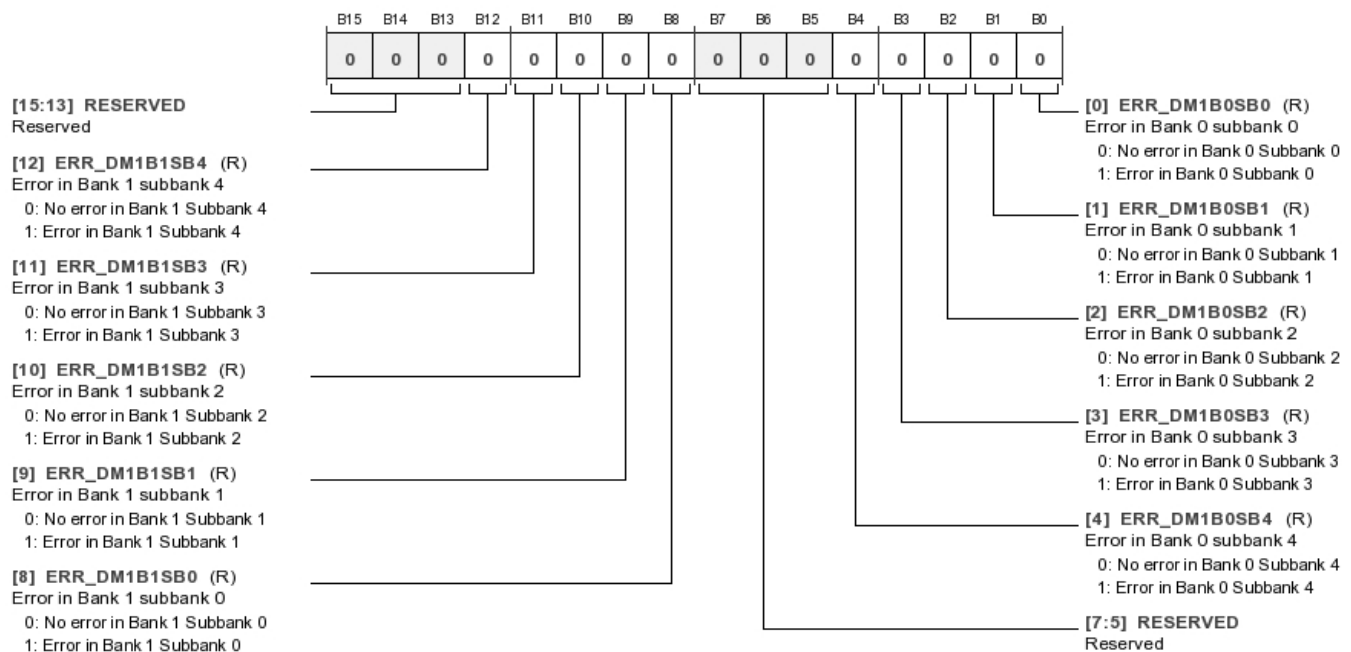 B15 B14 B13 B12 B11 B10 B9 B8 B7 B6 B5 B4 B3 B2 B1 B0
0 0 0 0 0 0 0 0 0 0 0 0 0 0 0 0
[15:13] RESERVED
Reserved
[12] ERR_DM1B1SB4 (R)
Error in Bank 1 subbank 4
0: No error in Bank 1 Subbank 4
1: Error in Bank 1 Subbank 4
[11] ERR_DM1B1SB3 (R)
Error in Bank 1 subbank 3
0: No error in Bank 1 Subbank 3
1: Error in Bank 1 Subbank 3
[10] ERR_DM1B1SB2 (R)
Error in Bank 1 subbank 2
0: No error in Bank 1 Subbank 2
1: Error in Bank 1 Subbank 2
[9] ERR_DM1B1SB1 (R)
Error in Bank 1 subbank 1
0: No error in Bank 1 Subbank 1
1: Error in Bank 1 Subbank 1
[8] ERR_DM1B1SB0 (R)
Error in Bank 1 subbank 0
0: No error in Bank 1 Subbank 0
1: Error in Bank 1 Subbank 0
[0] ERR_DM1B0SB0 (R)
Error in Bank 0 subbank 0
0: No error in Bank 0 Subbank 0
1: Error in Bank 0 Subbank 0
[1] ERR_DM1B0SB1 (R)
Error in Bank 0 subbank 1
0: No error in Bank 0 Subbank 1
1: Error in Bank 0 Subbank 1
[2] ERR_DM1B0SB2 (R)
Error in Bank 0 subbank 2
0: No error in Bank 0 Subbank 2
1: Error in Bank 0 Subbank 2
[3] ERR_DM1B0SB3 (R)
Error in Bank 0 subbank 3
0: No error in Bank 0 Subbank 3
1: Error in Bank 0 Subbank 3
[4] ERR_DM1B0SB4 (R)
Error in Bank 0 subbank 4
0: No error in Bank 0 Subbank 4
1: Error in Bank 0 Subbank 4
[7:5] RESERVED
Reserved